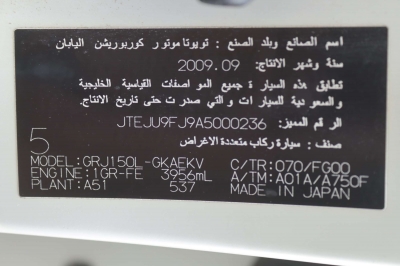 اسم الصانع وبلد الصنع : تويوتا موتور كوربوريشن اليابان
سنة وشهر الانتاج: 2009.09
تطابق هذه السيارة جميع المواصفات القياسية الخليجية
والسعودية للسيارات والتي صدرت حتى تاريخ الانتاج.
الرقم المميز: JTEJU9FJ9A5000236
صنف : سيارة ركاب متعددة الاغراض
5
MODEL:GRJ150L-GKAEKV C/TR:070/FG00
ENGINE:1GR-FE 3956mL A/TM:A01A/A750F
PLANT:A51 537 MADE IN JAPAN